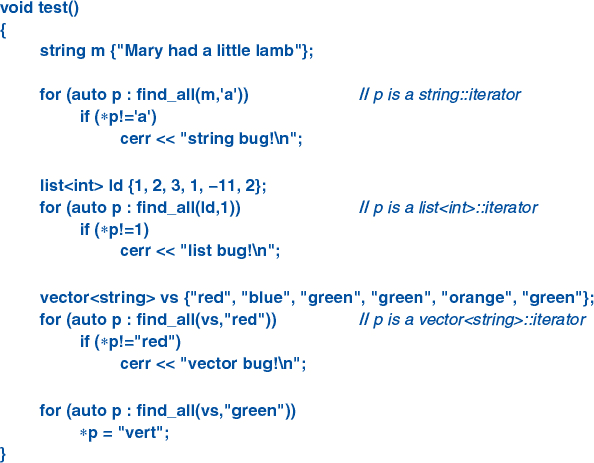 void test()
{
string m {"Mary had a little lamb"};
for (auto p : find_all(m,'a')) // p is a string::iterator
if (*p!='a')
cerr << "string bug!\n";
list<int> ld {1, 2, 3, 1, −11, 2};
for (auto p : find_all(ld,1)) // p is a list<int>::iterator
if (*p!=1)
cerr << "list bug!\n";
vector<string> vs {"red", "blue", "green", "green", "orange", "green"};
for (auto p : find_all(vs,"red")) // p is a vector<string>::iterator
if (*p!="red")
cerr << "vector bug!\n";
for (auto p : find_all(vs,"green"))
*p = "vert";
}